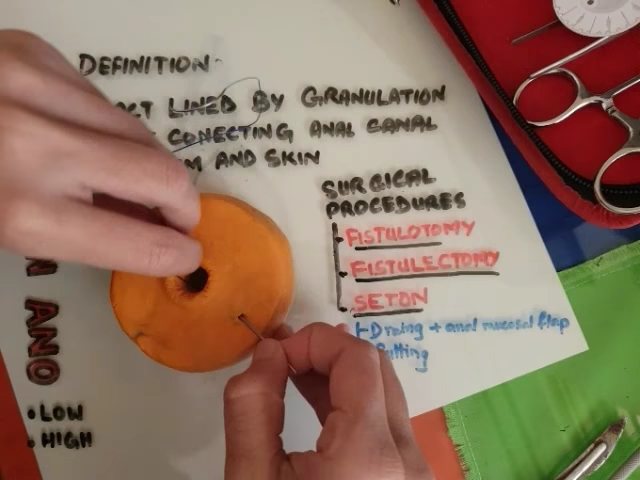 DEFINITION
LINED BY GRANULATION
CONECTING ANAL CANAL
AND SKIN
SURGICAL
PROCEDURES
FISTULOTOMY
FISTULECTOMY
SETON
+ anal mucosal flap
ANO
• LOW
• HIGH